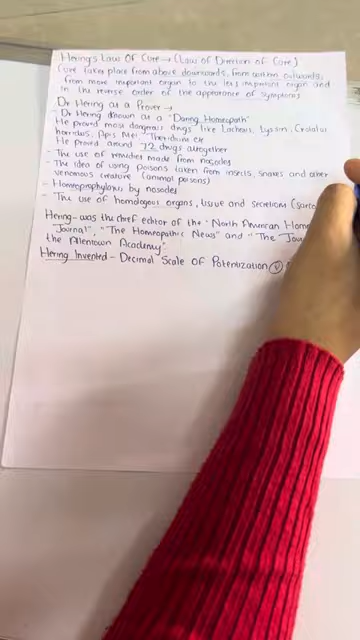 Hering's Law Of Cure → (Law of Direction of Cure)
Cure takes place from above downwards, from within outwards,
from more important organ to the less important organ and
in the reverse order of the appearance of symptoms
Dr Hering as a Prover →
Dr Hering known as a "Daring Homeopath"
He proved most dangerous drugs like Lachesis, Lyssin, Crotalus
horridus, Apis Mel, Theridion etc
He proved around 72 drugs altogether
- The use of remedies made from nosodes
- The idea of using poisons taken from insects, snakes and other
venomous creature (animal poisons)
- Homeoprophylaxis by nosodes
- The use of homologous organs, tissue and secretions (Sarco
Hering - was the chief editor of the "North American Hom
Journal", "The Homeopathic News" and "The Jou
the Allentown Academy".
Hering Invented - Decimal Scale of Potentization